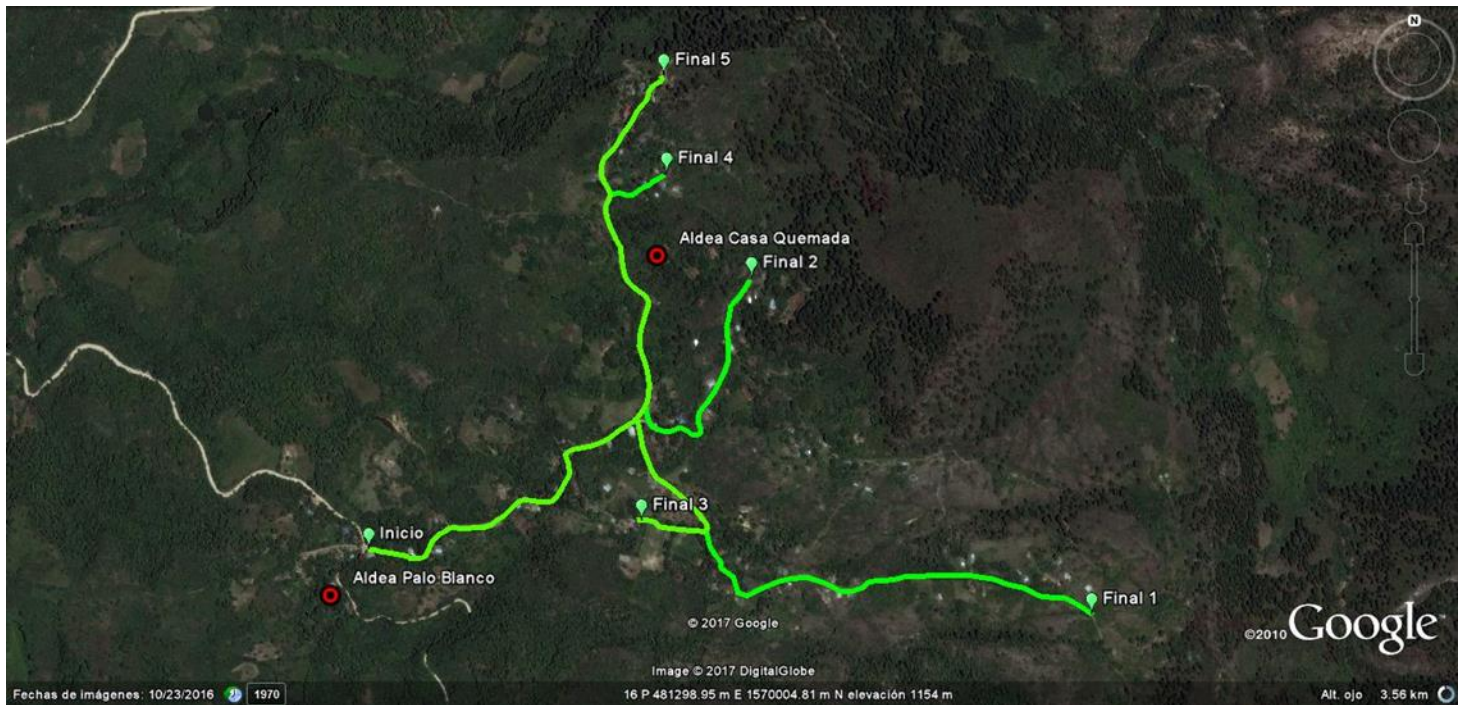 N
Final 5
Final 4
Aldea Casa Quemada
Final 2
Final 3
Inicio
Aldea Palo Blanco
Final 1
© 2017 Google
©2010 Google
Image © 2017 DigitalGlobe
Fechas de imágenes: 10/23/2016 1970 16 P 481298.95 m E 1570004.81 m N elevación 1154 m Alt. ojo 3.56 km